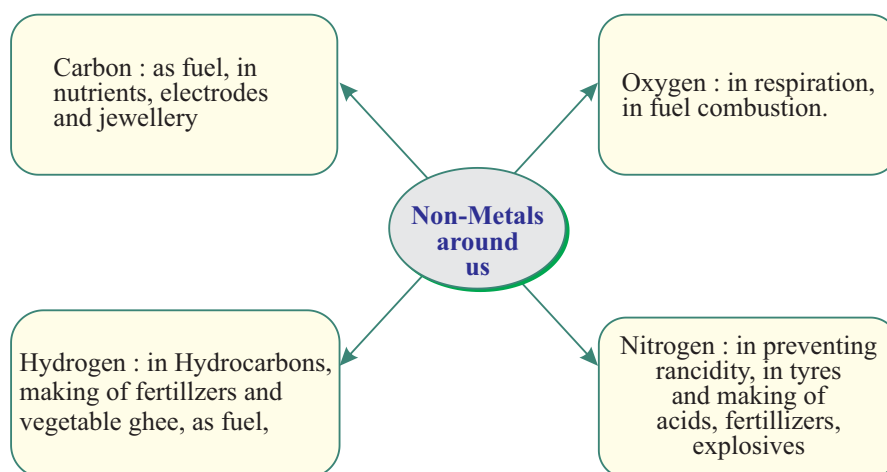 Carbon : as fuel, in
nutrients, electrodes
and jewellery
Oxygen : in respiration,
in fuel combustion.
Non-Metals
around
us
Hydrogen : in Hydrocarbons,
making of fertillzers and
vegetable ghee, as fuel,
Nitrogen : in preventing
rancidity, in tyres
and making of
acids, fertillizers,
explosives